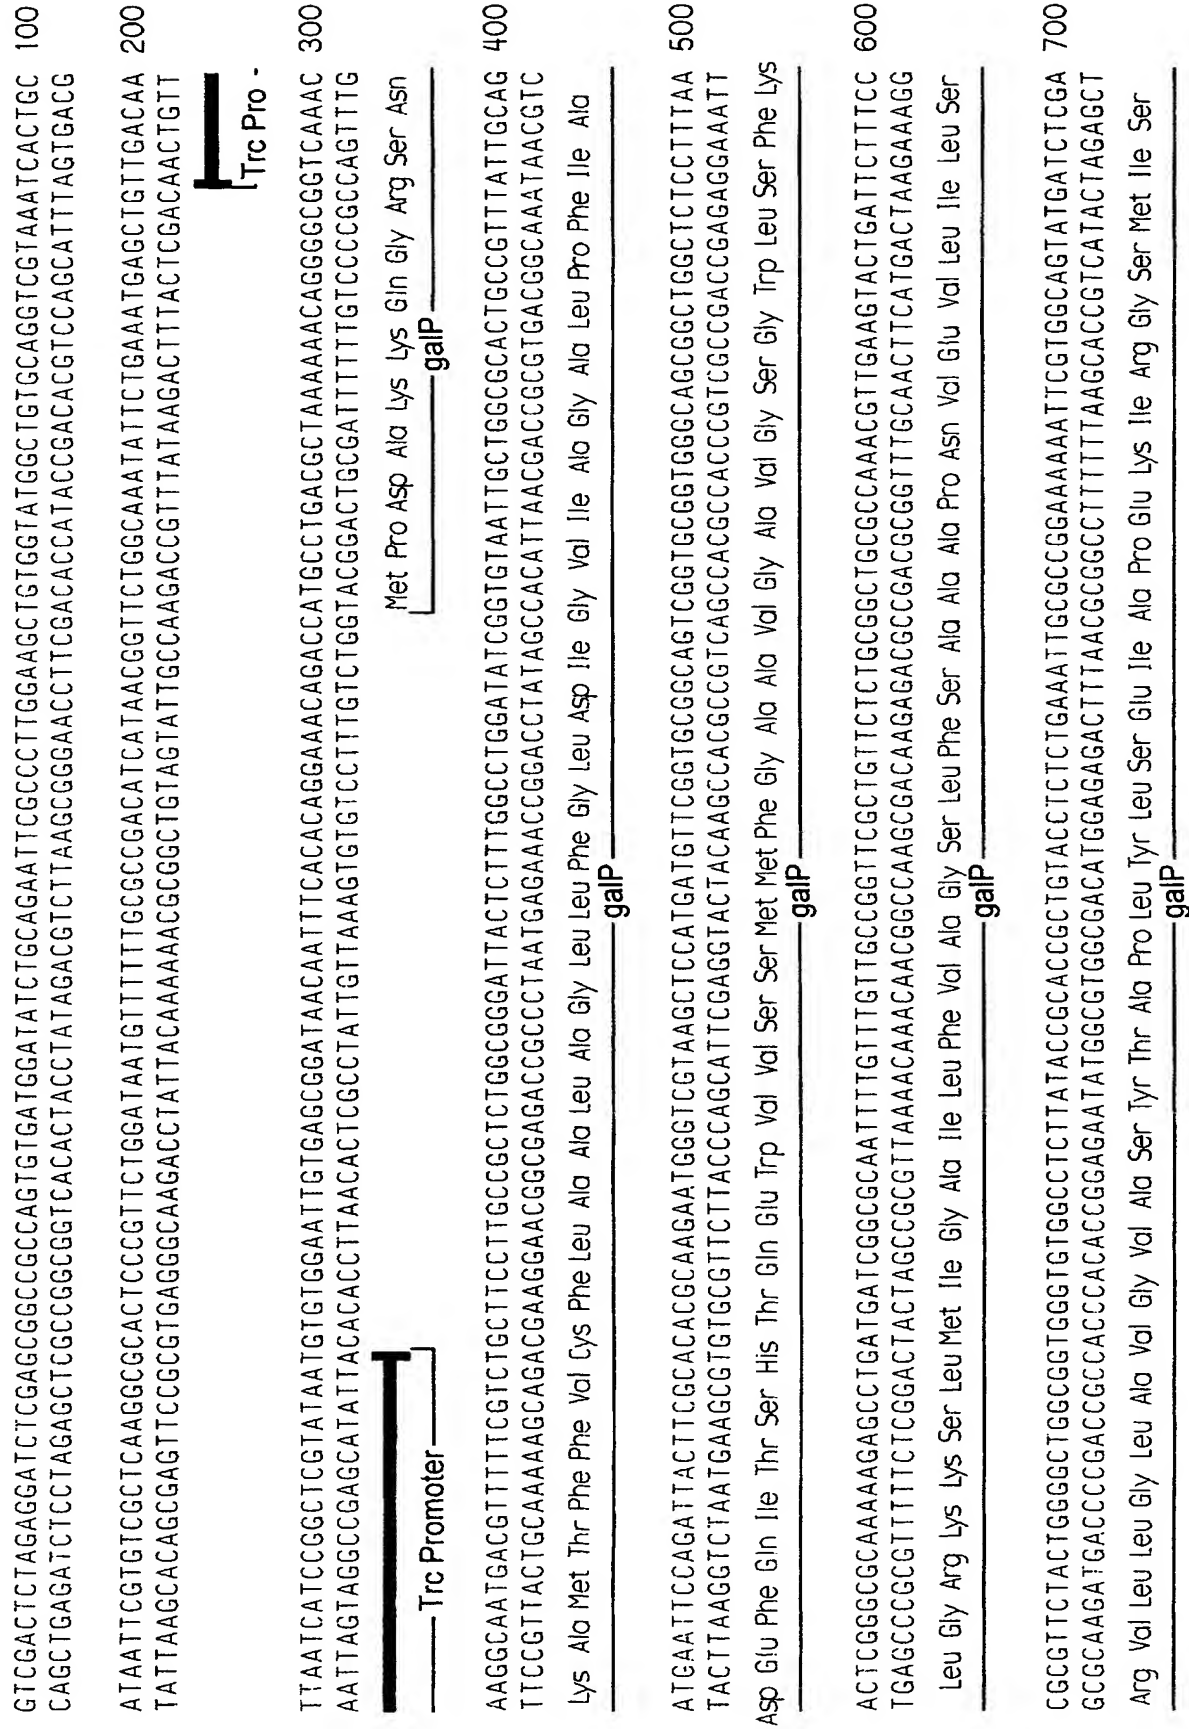 GTCGACTCTAGAGGATCTCGAGCGGCCGCCAGTGTGATGGATATCTGCAGAATTCGCCCTTGGAAGCTGTGGTATGGCTGTGCAGGTCGTAAATCACTGC 100
CAGCTGAGATCTCCTAGAGCTCGCCGGCGGTCACACTACCTATAGACGTCTTAAGCGGGAACCTTCGACACCATACCGACACGTCCAGCATTTAGTGACG
ATAATTCGTGTCGCTCAAGGCGCACTCCCGTTCTGGATAATGTTTTTTGCGCCGACATCATAACGGTTCTGGCAAATATTCTGAAATGAGCTGTTGACAA 200
TATTAAGCACAGCGAGTTCCGCGTGAGGGCAAGACCTATTACAAAAAACGCGGCTGTAGTATTGCCAAGACCGTTTATAAGACTTTACTCGACAACTGTT
Trc Pro -
TTAATCATCCGGCTCGTATAATGTGTGGAATTGTGAGCGGATAACAATTTCACACAGGAAACAGACCATGCCTGACGCTAAAAAACAGGGGCGGTCAAAC 300
AATTAGTAGGCCGAGCATATTACACACCTTAACACTCGCCTATTGTTAAAGTGTGTCCTTTGTCTGGTACGGACTGCGATTTTTTGTCCCCGCCAGTTTG
Met Pro Asp Ala Lys Lys Gln Gly Arg Ser Asn
Trc Promoter galP
AAGGCAATGACGTTTTTCGTCTGCTTCCTTGCCGCTCTGGCGGGATTACTCTTTGGCCTGGATATCGGTGTAATTGCTGGCGCACTGCCGTTTATTGCAG 400
TTCCGTTACTGCAAAAAGCAGACGAAGGAACGGCGAGACCGCCCTAATGAGAAACCGGACCTATAGCCACATTAACGACCGCGTGACGGCAAATAACGTC
Lys Ala Met Thr Phe Phe Val Cys Phe Leu Ala Ala Leu Ala Gly Leu Leu Phe Gly Leu Asp Ile Gly Val Ile Ala Gly Ala Leu Pro Phe Ile Ala
galP
ATGAATTCCAGATTACTTCGCACACGCAAGAATGGGTCGTAAGCTCCATGATGTTCGGTGCGGCAGTCGGTGCGGTGGGCAGCGGCTGGCTCTCCTTTAA 500
TACTTAAGGTCTAATGAAGCGTGTGCGTTCTTACCCAGCATTCGAGGTACTACAAGCCACGCCGTCAGCCACGCCACCCGTCGCCGACCGAGAGGAAATT
Asp Glu Phe Gln Ile Thr Ser His Thr Gln Glu Trp Val Val Ser Ser Met Met Phe Gly Ala Ala Val Gly Ala Val Gly Ser Gly Trp Leu Ser Phe Lys
galP
ACTCGGGCGCAAAAAGAGCCTGATGATCGGCGCAATTTTGTTTGTTGCCGGTTCGCTGTTCTCTGCGGCTGCGCCAAACGTTGAAGTACTGATTCTTTCC 600
TGAGCCCGCGTTTTTCTCGGACTACTAGCCGCGTTAAAACAAACAACGGCCAAGCGACAAGAGACGCCGACGCGGTTTGCAACTTCATGACTAAGAAAGG
Leu Gly Arg Lys Lys Ser Leu Met Ile Gly Ala Ile Leu Phe Val Ala Gly Ser Leu Phe Ser Ala Ala Ala Pro Asn Val Glu Val Leu Ile Leu Ser
galP
CGCGTTCTACTGGGGCTGGCGGTGGGTGTGGCCTCTTATACCGCACCGCTGTACCTCTCTGAAATTGCGCCGGAAAAAATTCGTGGCAGTATGATCTCGA 700
GCGCAAGATGACCCCGACCGCCACCCACACCGGAGAATATGGCGTGGCGACATGGAGAGACTTTAACGCGGCCTTTTTTAAGCACCGTCATACTAGAGCT
Arg Val Leu Leu Gly Leu Ala Val Gly Val Ala Ser Tyr Thr Ala Pro Leu Tyr Leu Ser Glu Ile Ala Pro Glu Lys Ile Arg Gly Ser Met Ile Ser
galP